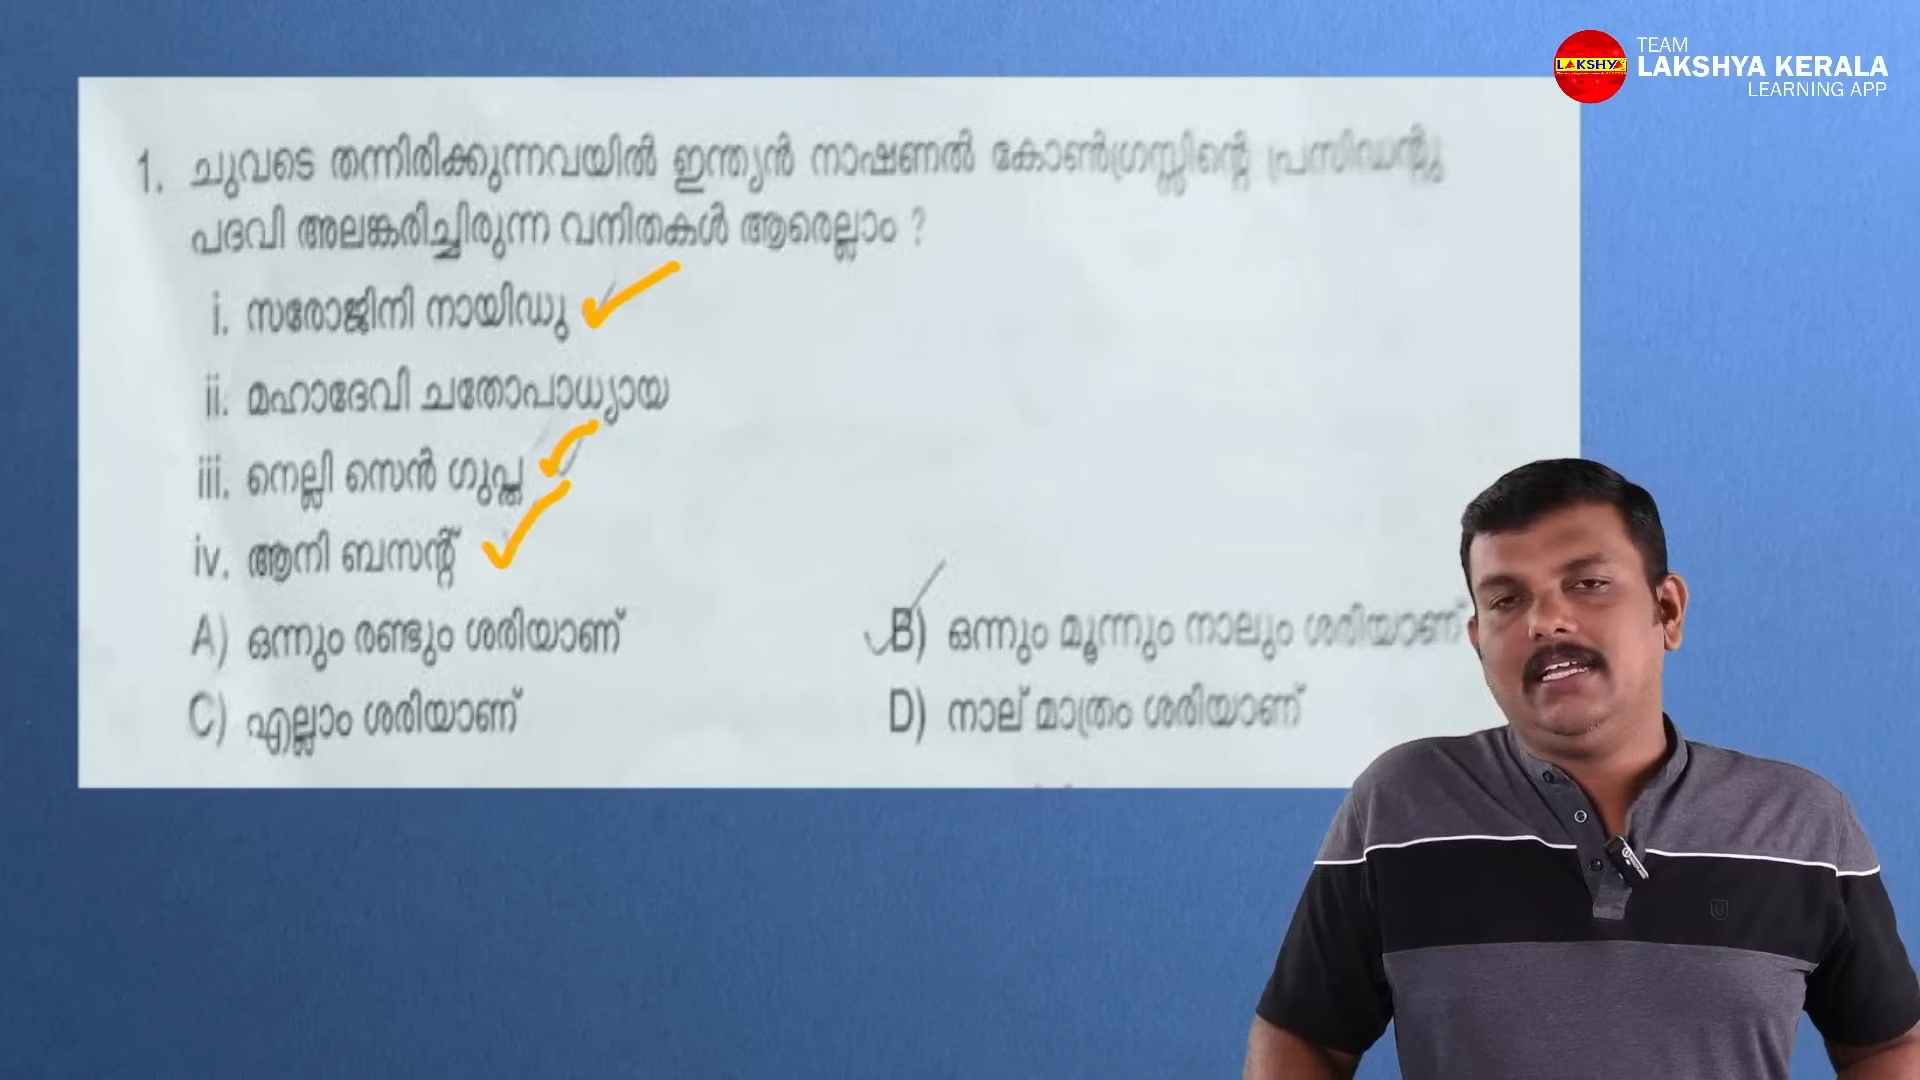 TEAM
LAKSHYA
LAKSHYA KERALA
LEARNING APP
1. ചുവടെ തന്നിരിക്കുന്നവയിൽ ഇന്ത്യൻ നാഷണൽ കോൺഗ്രസ്സിന്റെ പ്രസിഡന്റു
പദവി അലങ്കരിച്ചിരുന്ന വനിതകൾ ആരെല്ലാം ?
i. സരോജിനി നായിഡു
ii. മഹാദേവി ചതോപാധ്യായ
iii. നെല്ലി സെൻ ഗുപ്ത
iv. ആനി ബസന്റ്
A) ഒന്നും രണ്ടും ശരിയാണ്
B) ഒന്നും മൂന്നും നാലും ശരിയാണ്
C) എല്ലാം ശരിയാണ്
D) നാല് മാത്രം ശരിയാണ്